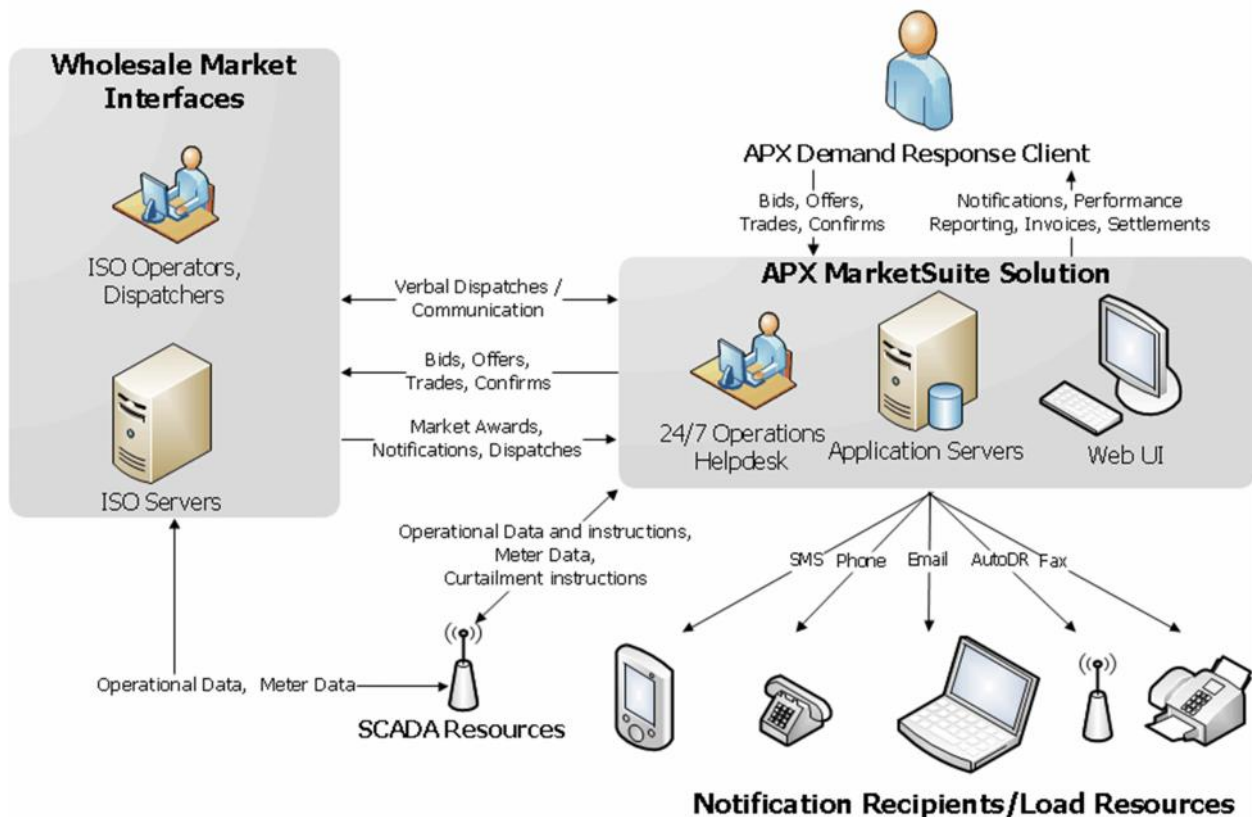 Wholesale Market
Interfaces
ISO Operators,
Dispatchers
ISO Servers
APX Demand Response Client
Bids, Offers,
Trades, Confirms
Notifications, Performance
Reporting, Invoices, Settlements
Verbal Dispatches /
Communication
Bids, Offers,
Trades, Confirms
Market Awards,
Notifications, Dispatches
APX MarketSuite Solution
24/7 Operations
Helpdesk
Application Servers
Web UI
Operational Data and instructions,
Meter Data,
Curtailment instructions
SMS
Phone
Email
AutoDR
Fax
Operational Data, Meter Data
SCADA Resources
Notification Recipients/Load Resources